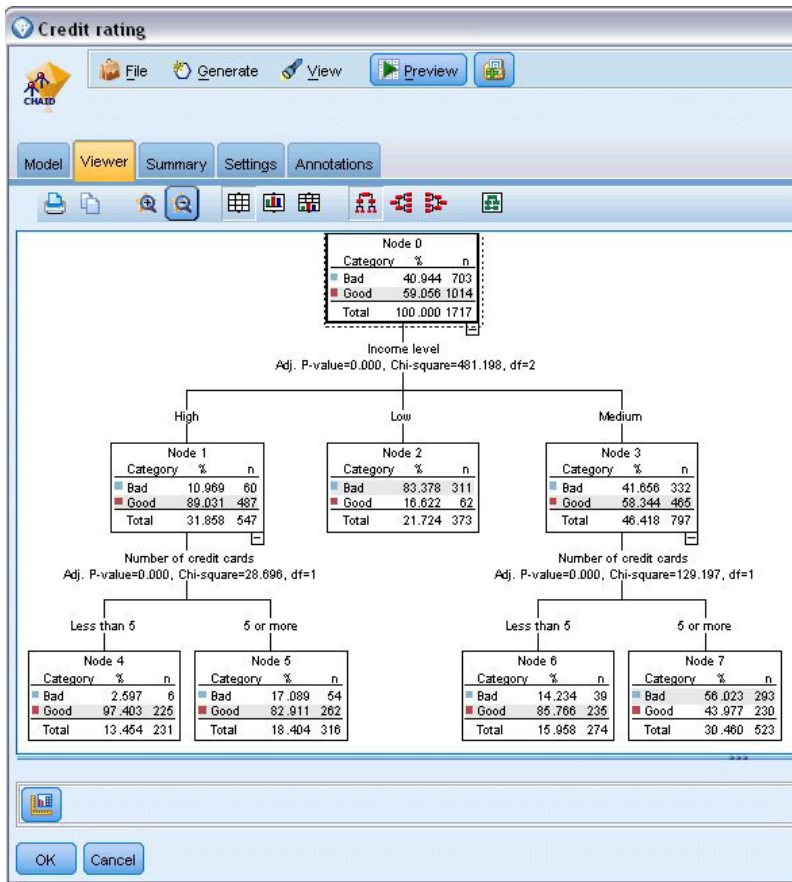 Credit rating
File Generate View Preview
CHAID
Model Viewer Summary Settings Annotations
Node 0
Category % n
Bad 40.944 703
Good 59.056 1014
Total 100.000 1717
Income level
Adj. P-value=0.000, Chi-square=481.198, df=2
High Low Medium
Node 1
Category % n
Bad 10.969 60
Good 89.031 487
Total 31.858 547
Node 2
Category % n
Bad 83.378 311
Good 16.622 62
Total 21.724 373
Node 3
Category % n
Bad 41.656 332
Good 58.344 465
Total 46.418 797
Number of credit cards
Adj. P-value=0.000, Chi-square=28.696, df=1
Number of credit cards
Adj. P-value=0.000, Chi-square=129.197, df=1
Less than 5 5 or more
Less than 5 5 or more
Node 4
Category % n
Bad 2.597 6
Good 97.403 225
Total 13.454 231
Node 5
Category % n
Bad 17.089 54
Good 82.911 262
Total 18.404 316
Node 6
Category % n
Bad 14.234 39
Good 85.766 235
Total 15.958 274
Node 7
Category % n
Bad 56.023 293
Good 43.977 230
Total 30.460 523
OK Cancel